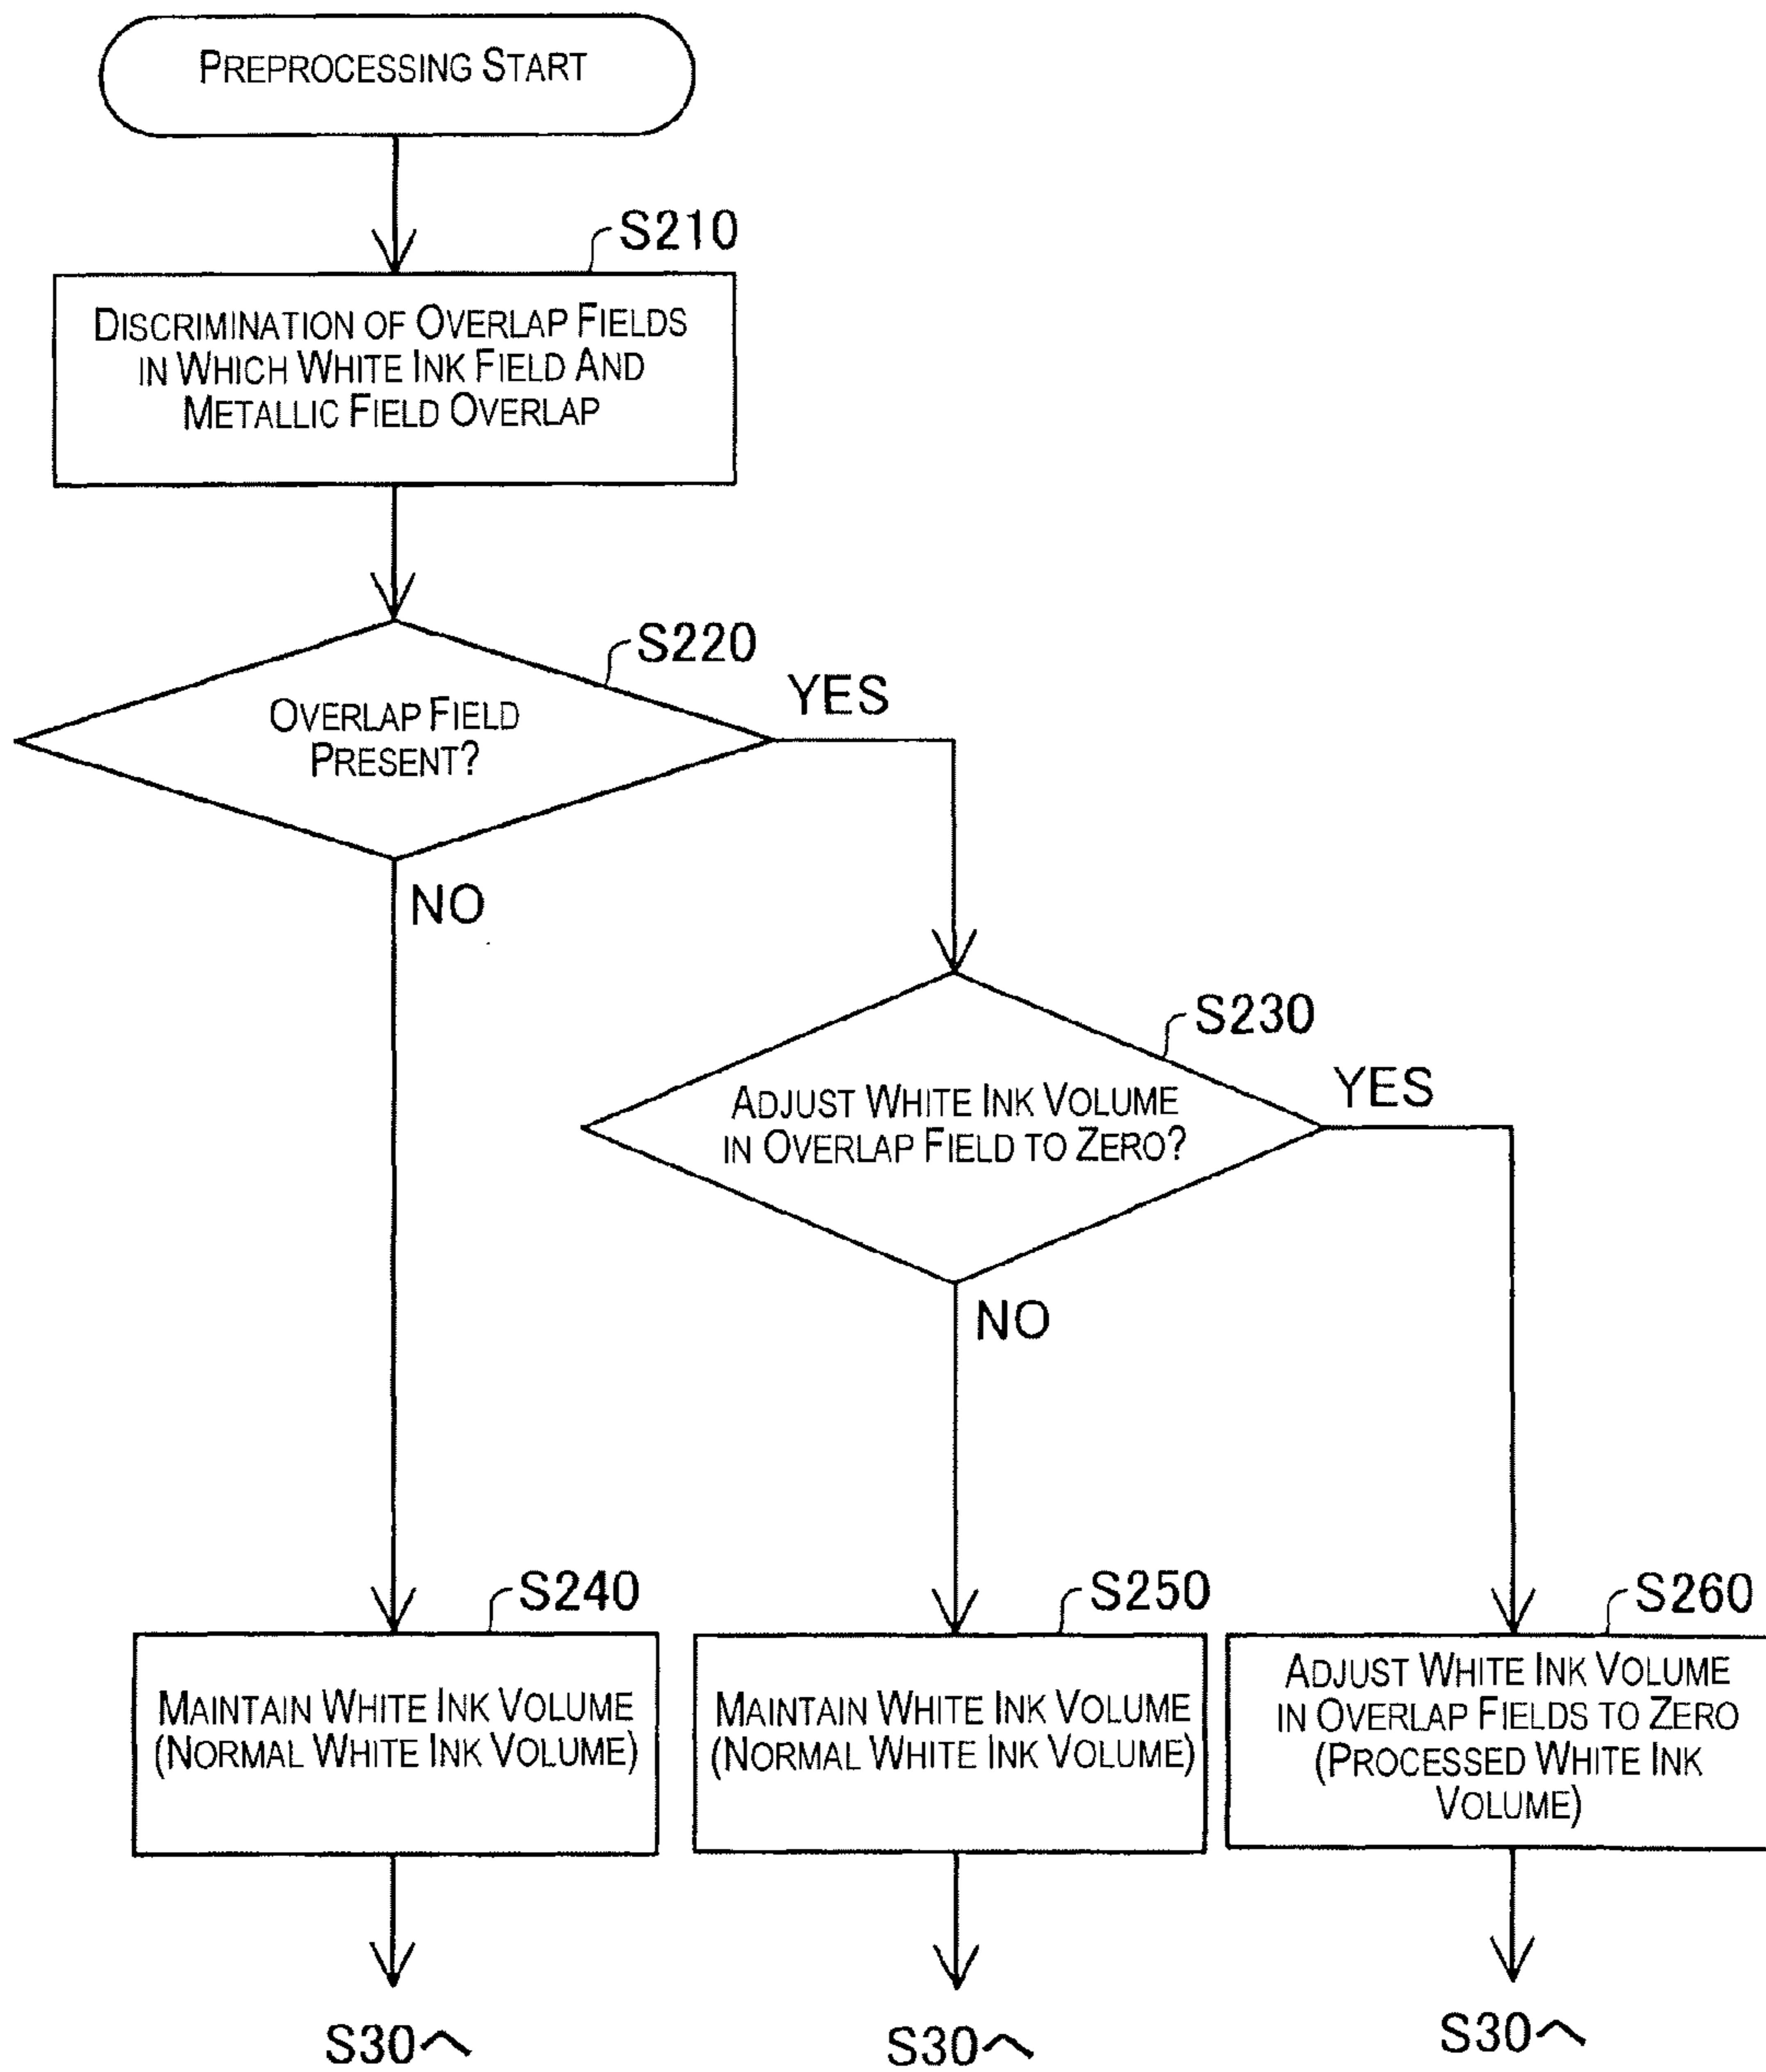 PREPROCESSING START
S210
DISCRIMINATION OF OVERLAP FIELDS
IN WHICH WHITE INK FIELD AND
METALLIC FIELD OVERLAP
S220
YES
OVERLAP FIELD
PRESENT?
NO
S230
YES
ADJUST WHITE INK VOLUME
IN OVERLAP FIELD TO ZERO?
NO
S240
MAINTAIN WHITE INK VOLUME
(NORMAL WHITE INK VOLUME)
S250
MAINTAIN WHITE INK VOLUME
(NORMAL WHITE INK VOLUME)
S260
ADJUST WHITE INK VOLUME
IN OVERLAP FIELDS TO ZERO
(PROCESSED WHITE INK
VOLUME)
S30へ
S30へ
S30へ